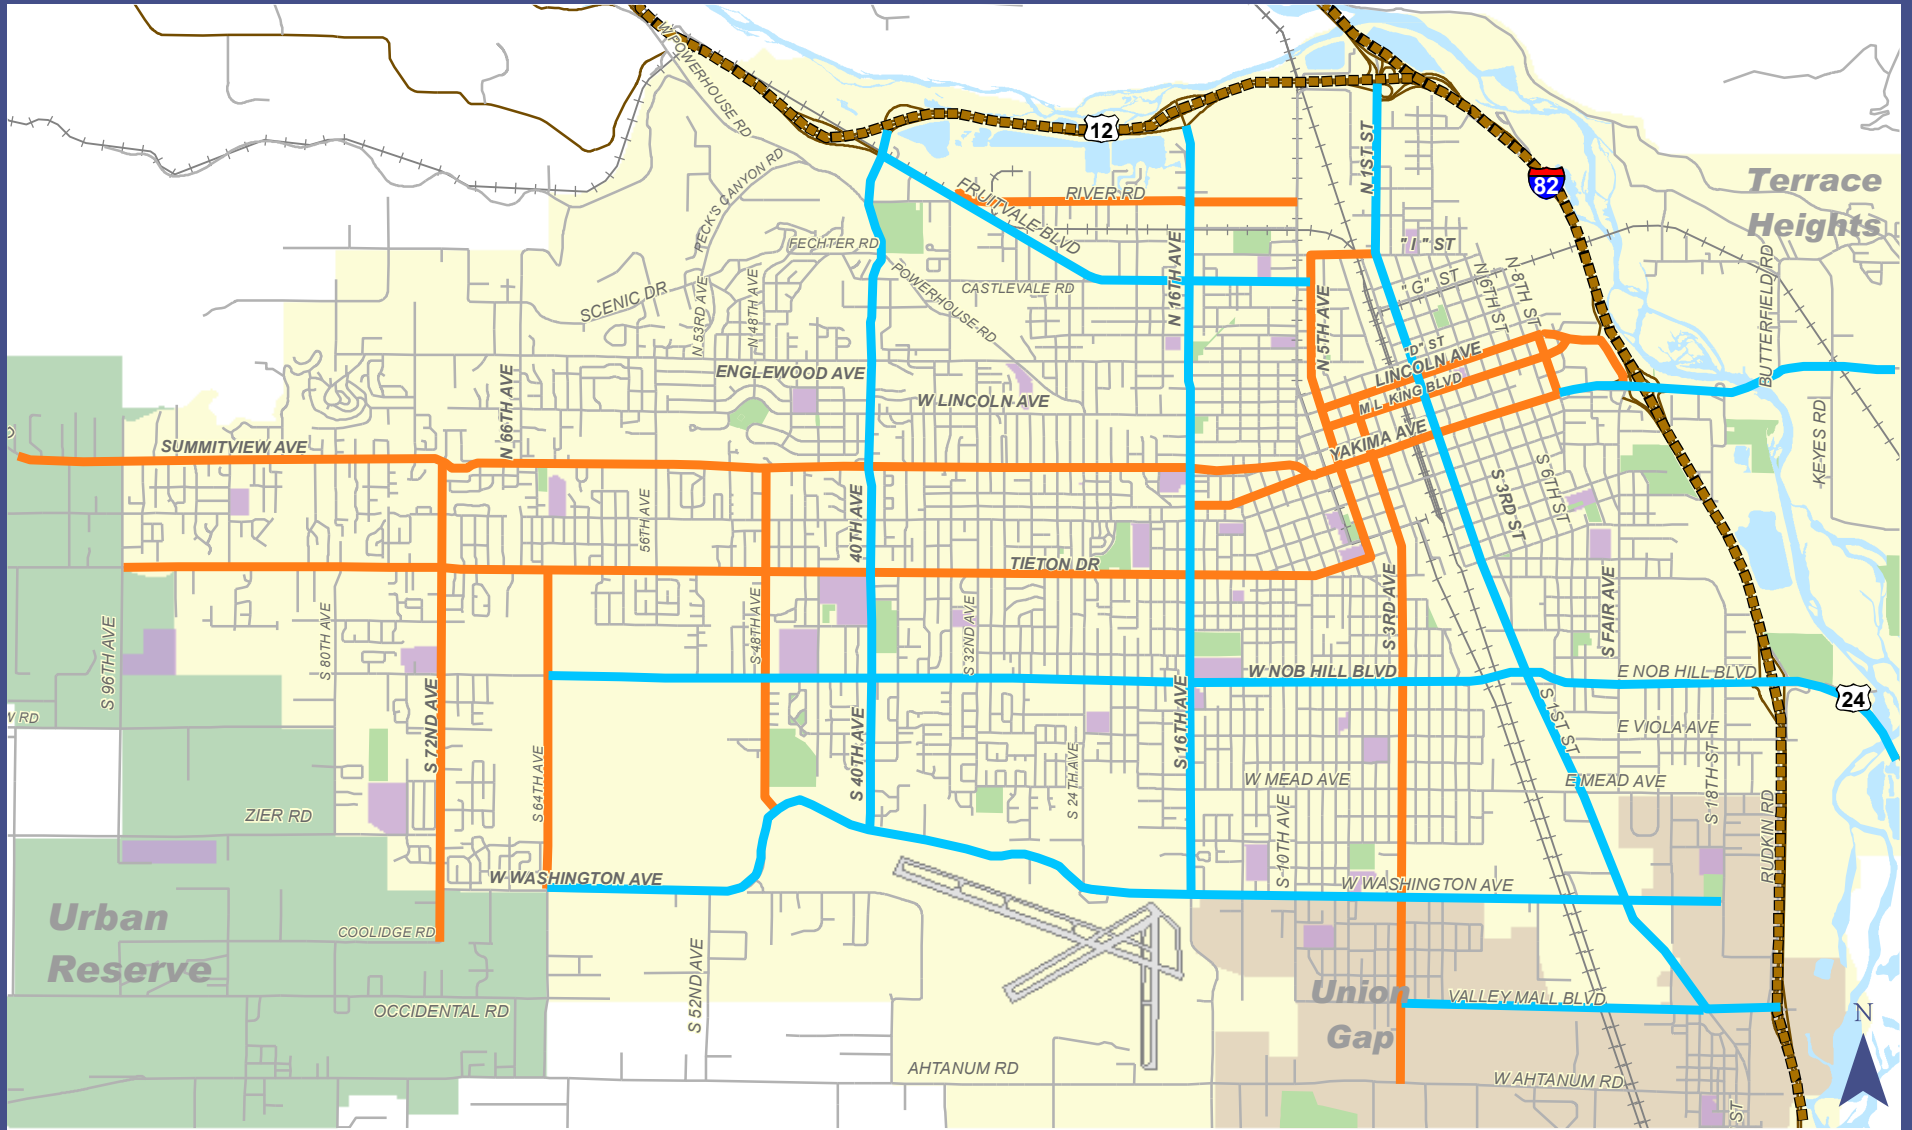 W POWERHOUSE RD
12
82
Terrace
Heights
N 1ST ST
PECK'S CANYON RD
FRUITVALE BLVD
RIVER RD
FECHTER RD
" I " ST
N 16TH AVE
BUTTERFIELD RD
POWERHOUSE RD
CASTLEVALE RD
" G" ST
N 6TH ST
N 8TH ST
SCENIC DR
N 53RD AVE
N 48TH AVE
N 5TH AVE
"D" ST
LINCOLN AVE
ENGLEWOOD AVE
M L KING BLVD
N 66TH AVE
W LINCOLN AVE
YAKIMA AVE
KEYES RD
SUMMITVIEW AVE
56TH AVE
40TH AVE
S 3RD ST
S 6TH ST
TIETON DR
S 3RD AVE
S FAIR AVE
S 96TH AVE
S 80TH AVE
S 48TH AVE
S 32ND AVE
W NOB HILL BLVD
E NOB HILL BLVD
24
W RD
S 72ND AVE
S 64TH AVE
S 40TH AVE
S 24TH AVE
S 16TH AVE
S 1ST ST
E VIOLA AVE
S 18TH ST
W MEAD AVE
E MEAD AVE
ZIER RD
S 10TH AVE
RUDKIN RD
W WASHINGTON AVE
W WASHINGTON AVE
Urban
Reserve
COOLIDGE RD
S 52ND AVE
OCCIDENTAL RD
Union
Gap
VALLEY MALL BLVD
N
AHTANUM RD
W AHTANUM RD
ST